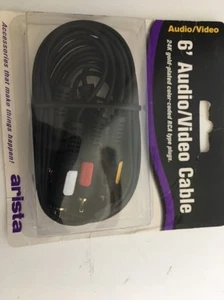 Audio/Video
6' Audio/Video Cable
24K gold-plated color-coded RCA type plugs.
Accessories that make things happen!
arista